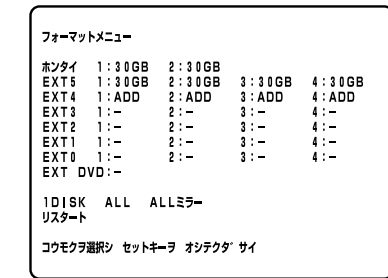 フォーマットメニュー
ホンタイ 1:30GB 2:30GB
EXT5 1:30GB 2:30GB 3:30GB 4:30GB
EXT4 1:ADD 2:ADD 3:ADD 4:ADD
EXT3 1:− 2:− 3:− 4:−
EXT2 1:− 2:− 3:− 4:−
EXT1 1:− 2:− 3:− 4:−
EXT0 1:− 2:− 3:− 4:−
EXT DVD:−
1DISK ALL ALLミラー
リスタート
コウモクヲ選択シ セットキーヲ オシテクダサイ